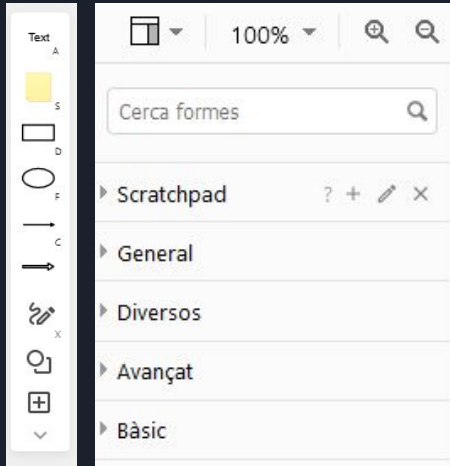 Text
A
S
D
F
C
X
100%
Cerca formes
Scratchpad ? + ×
General
Diversos
Avançat
Bàsic